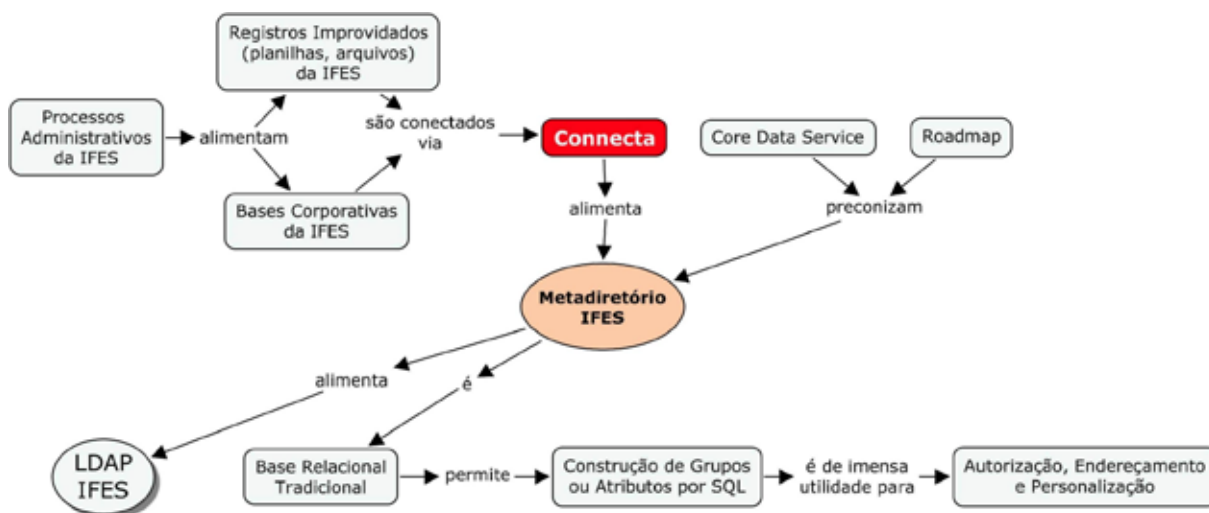 Registros Improvidados
(planilhas, arquivos)
da IFES
Processos
Administrativos
da IFES
alimentam
são conectados
via
Connecta
Core Data Service
Roadmap
Bases Corporativas
da IFES
alimenta
preconizam
Metadiretório
IFES
alimenta
é
LDAP
IFES
Base Relacional
Tradicional
permite
Construção de Grupos
ou Atributos por SQL
é de imensa
utilidade para
Autorização, Endereçamento
e Personalização